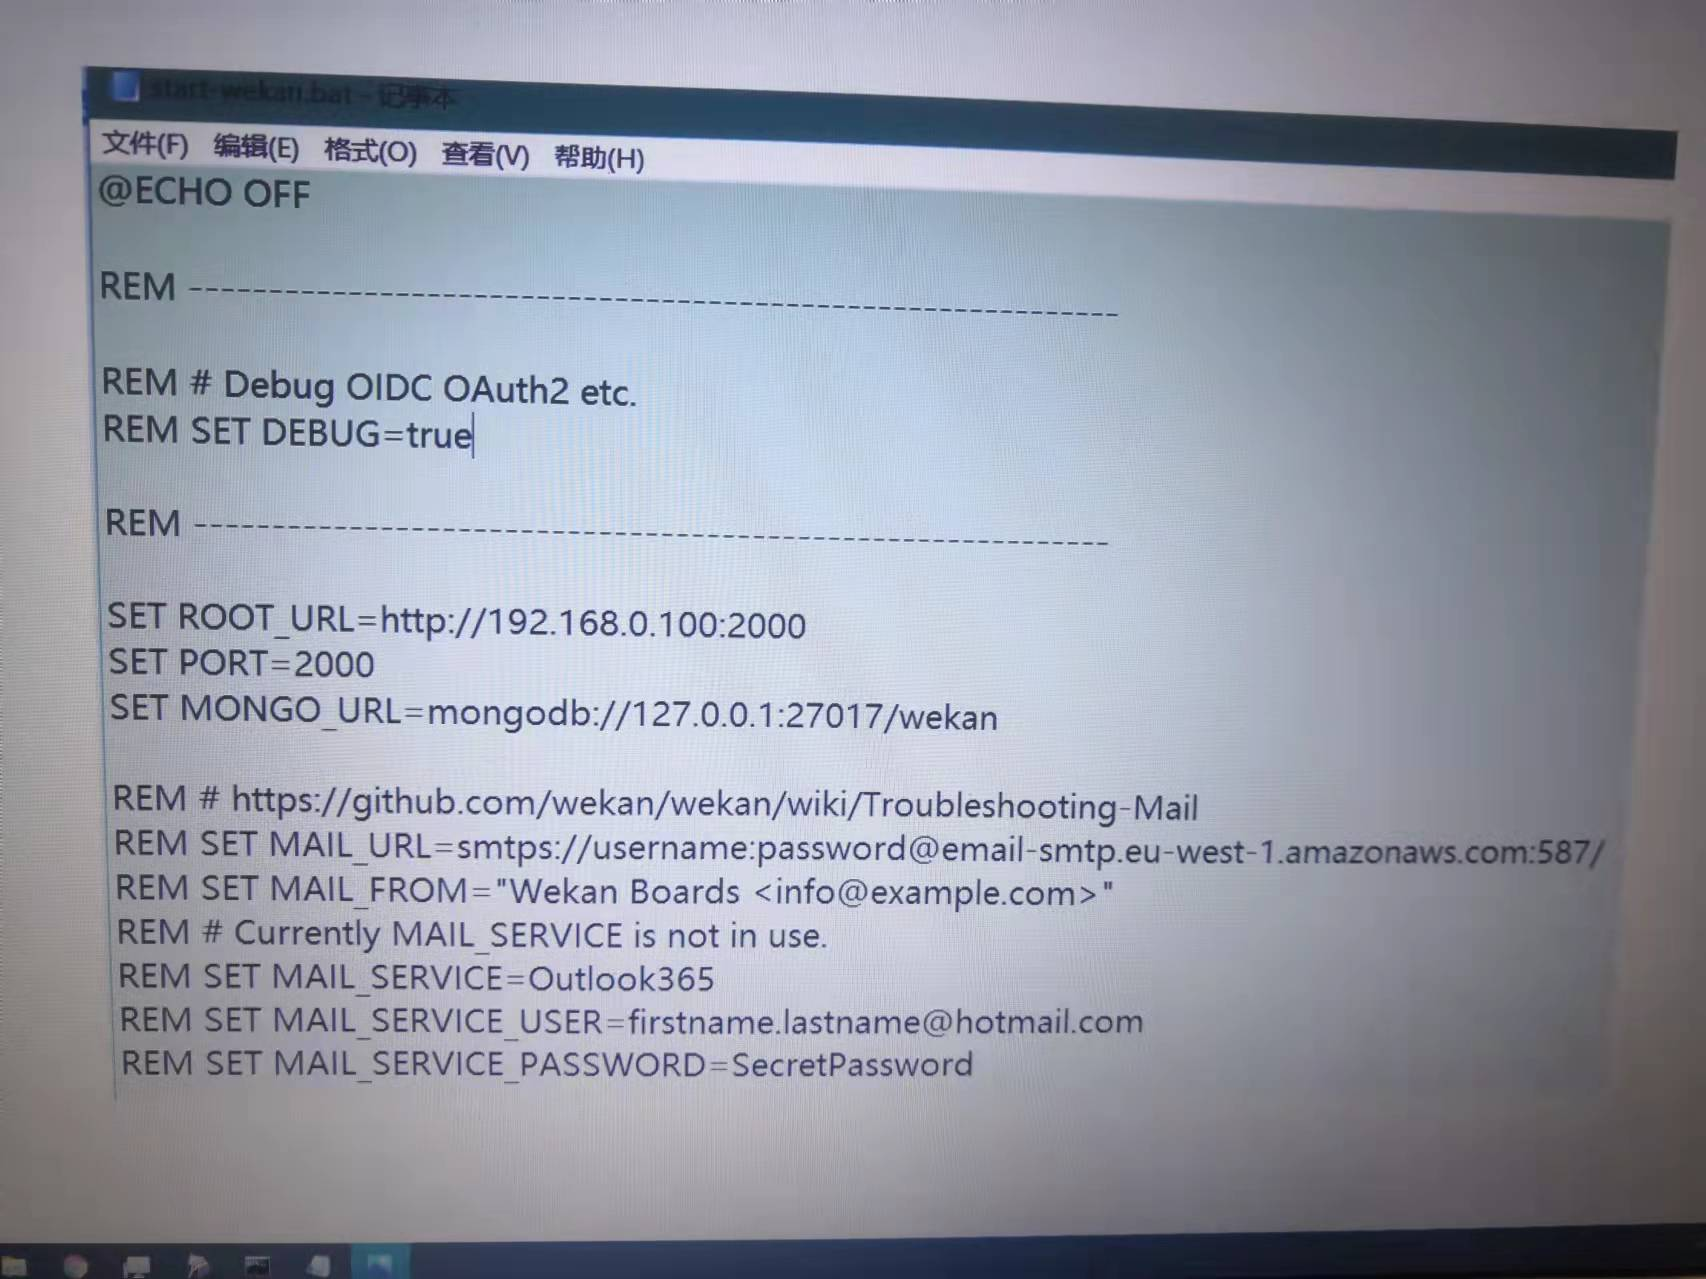 start-wekan.bat - 记事本
文件(F) 编辑(E) 格式(O) 查看(V) 帮助(H)
@ECHO OFF
REM ------------------------------------------------------------
REM # Debug OIDC OAuth2 etc.
REM SET DEBUG=true
REM ------------------------------------------------------------
SET ROOT_URL=http://192.168.0.100:2000
SET PORT=2000
SET MONGO_URL=mongodb://127.0.0.1:27017/wekan
REM # https://github.com/wekan/wekan/wiki/Troubleshooting-Mail
REM SET MAIL_URL=smtps://username:password@email-smtp.eu-west-1.amazonaws.com:587/
REM SET MAIL_FROM="Wekan Boards <info@example.com>"
REM # Currently MAIL_SERVICE is not in use.
REM SET MAIL_SERVICE=Outlook365
REM SET MAIL_SERVICE_USER=firstname.lastname@hotmail.com
REM SET MAIL_SERVICE_PASSWORD=SecretPassword